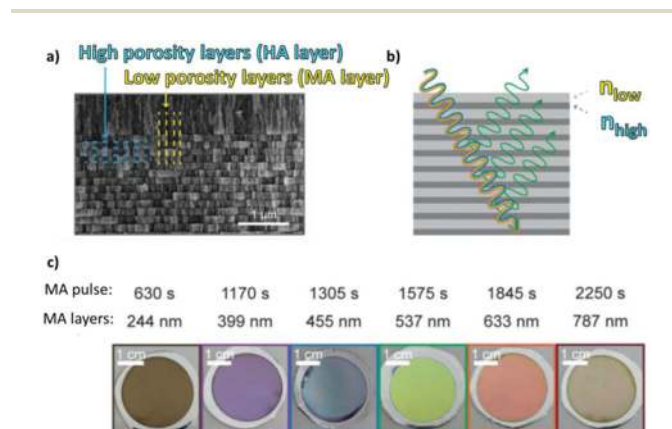 a)
High porosity layers (HA layer)
Low porosity layers (MA layer)
1 µm
b)
nlow
nhigh
c)
MA pulse: 630 s 1170 s 1305 s 1575 s 1845 s 2250 s
MA layers: 244 nm 399 nm 455 nm 537 nm 633 nm 787 nm
1 cm 1 cm 1 cm 1 cm 1 cm 1 cm